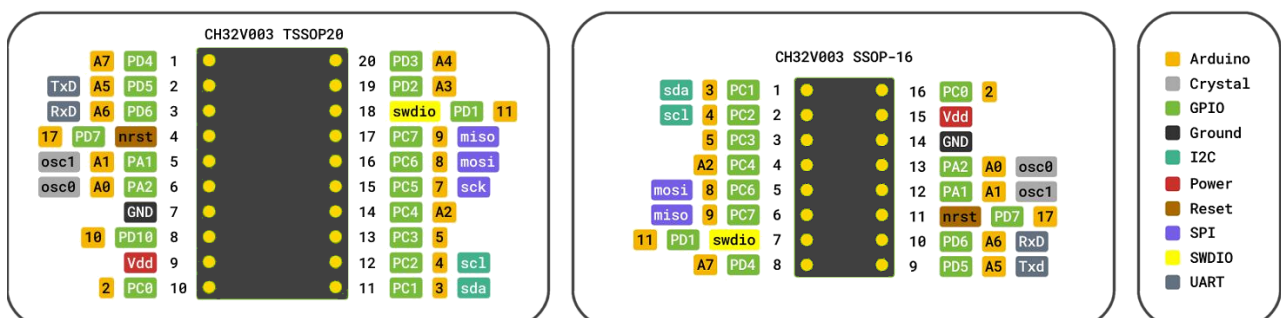 CH32V003 TSSOP20
A7 PD4 1 20 PD3 A4
TxD A5 PD5 2 19 PD2 A3
RxD A6 PD6 3 18 swdio PD1 11
17 PD7 nrst 4 17 PC7 9 miso
osc1 A1 PA1 5 16 PC6 8 mosi
osc0 A0 PA2 6 15 PC5 7 sck
GND 7 14 PC4 A2
10 PD10 8 13 PC3 5
Vdd 9 12 PC2 4 scl
2 PC0 10 11 PC1 3 sda
CH32V003 SSOP-16
sda 3 PC1 1 16 PC0 2
scl 4 PC2 2 15 Vdd
5 PC3 3 14 GND
A2 PC4 4 13 PA2 A0 osc0
mosi 8 PC6 5 12 PA1 A1 osc1
miso 9 PC7 6 11 nrst PD7 17
11 PD1 swdio 7 10 PD6 A6 RxD
A7 PD4 8 9 PD5 A5 Txd
Arduino
Crystal
GPIO
Ground
I2C
Power
Reset
SPI
SWDIO
UART